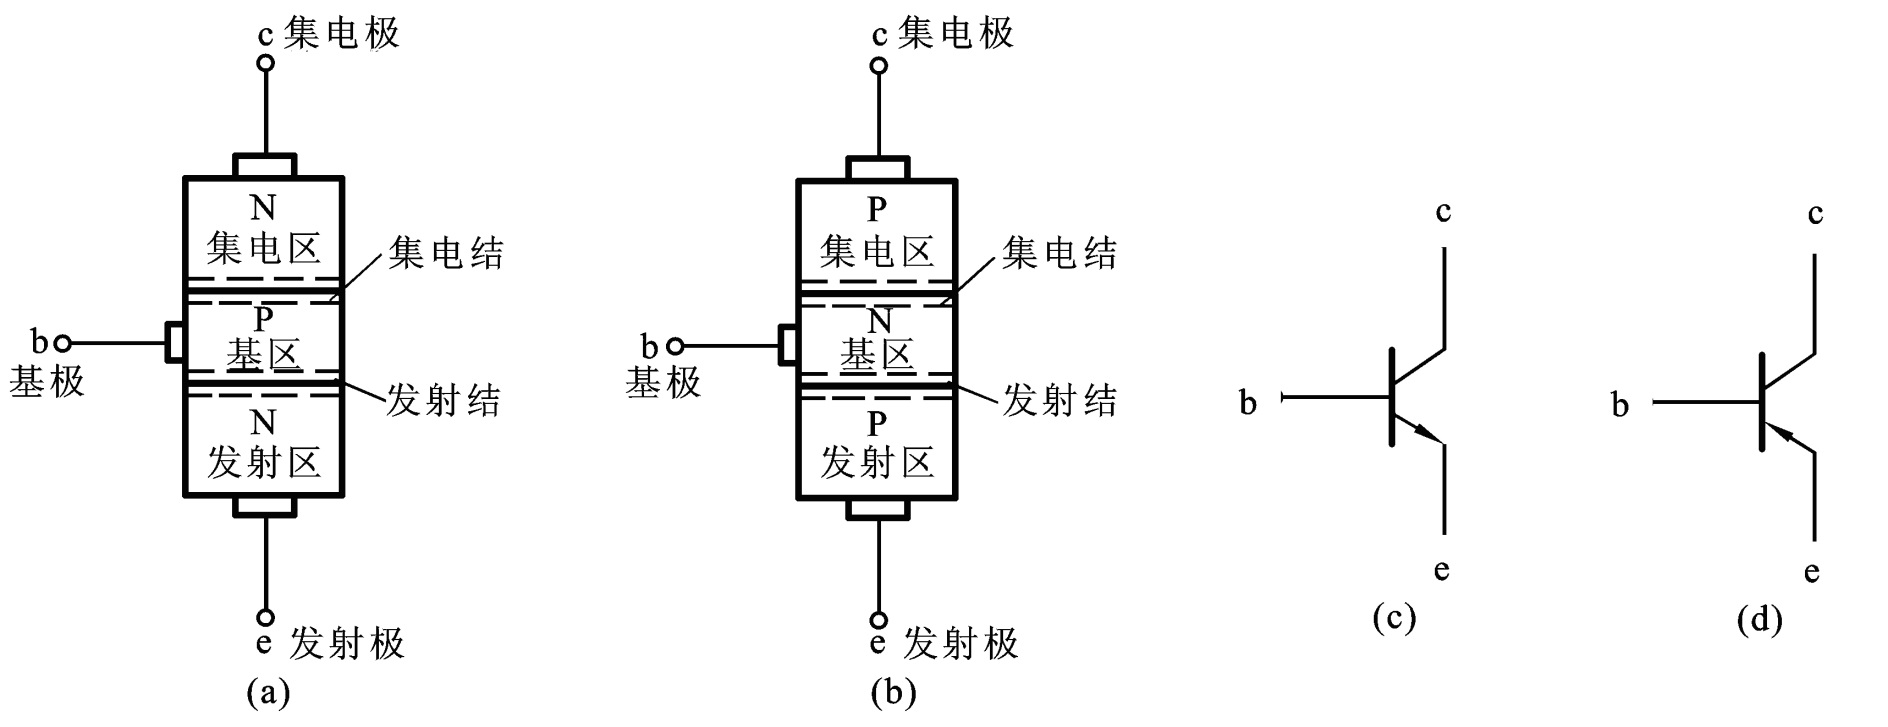 c 集电极
N
集电区
集电结
P
b
基区
基极
发射结
N
发射区
e 发射极
(a)
c 集电极
P
集电区
集电结
N
b
基区
基极
发射结
P
发射区
e 发射极
(b)
c
b
e
(c)
c
b
e
(d)